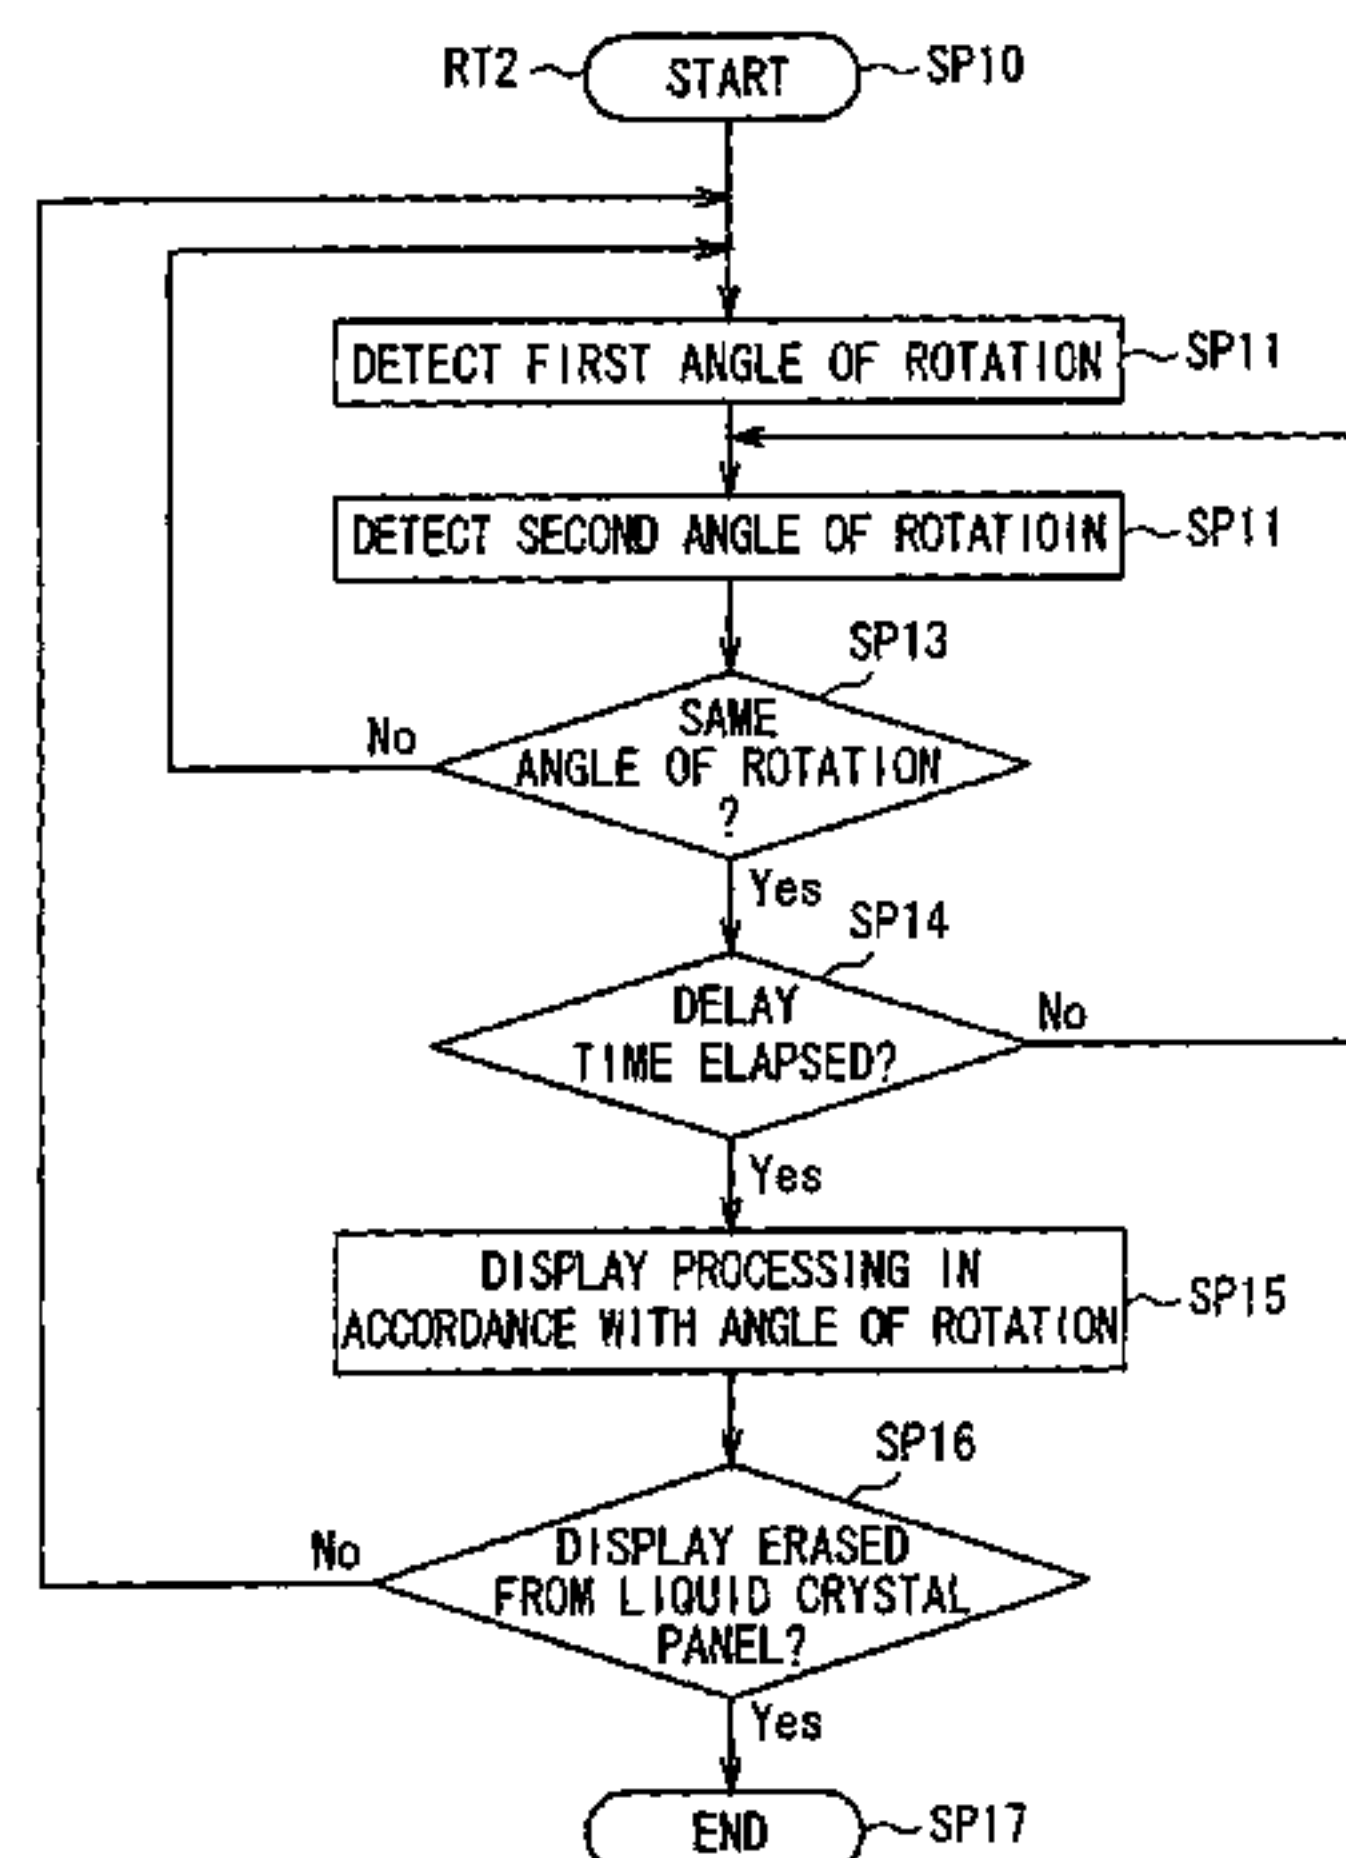 RT2
START
SP10
DETECT FIRST ANGLE OF ROTATION
SP11
DETECT SECOND ANGLE OF ROTATIOIN
SP11
SP13
SAME
ANGLE OF ROTATION
?
No
Yes
SP14
DELAY
TIME ELAPSED?
No
Yes
DISPLAY PROCESSING IN
ACCORDANCE WITH ANGLE OF ROTATION
SP15
SP16
DISPLAY ERASED
FROM LIQUID CRYSTAL
PANEL?
No
Yes
END
SP17